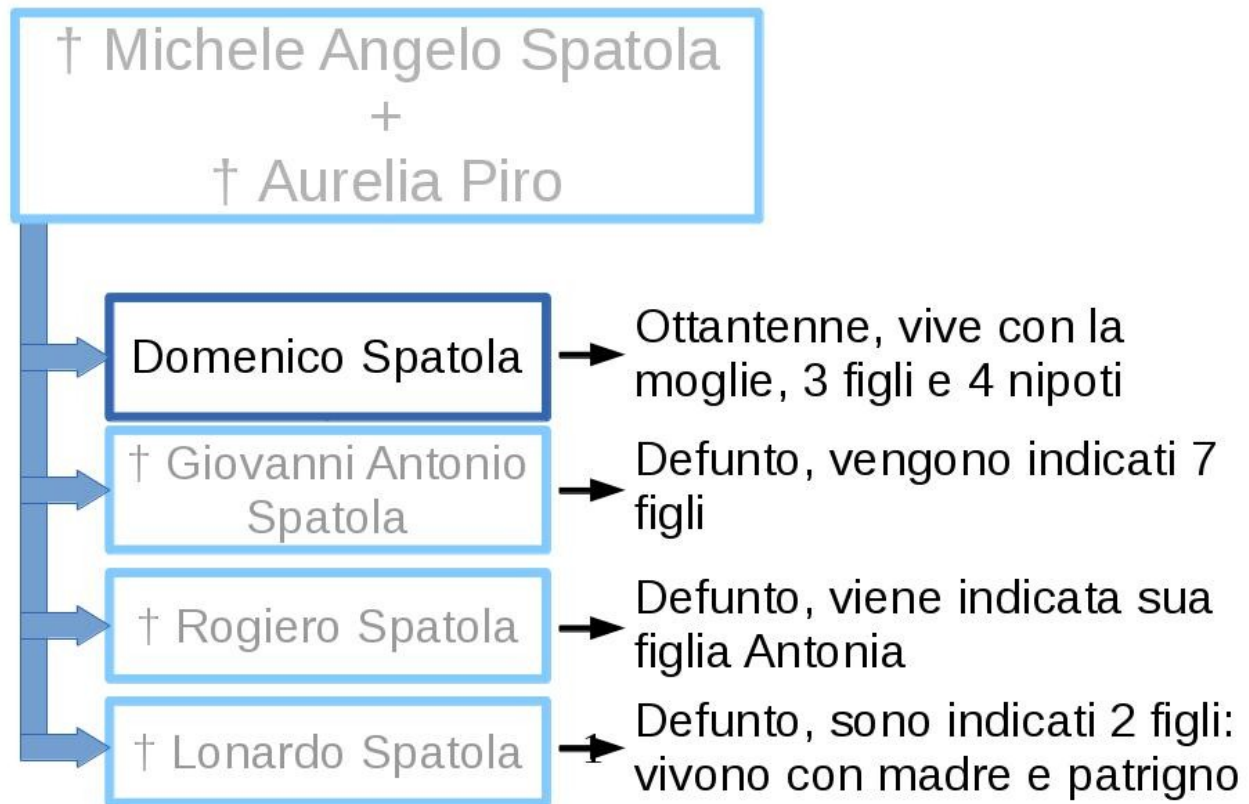 † Michele Angelo Spatola
+
† Aurelia Piro
Domenico Spatola
Ottantenne, vive con la
moglie, 3 figli e 4 nipoti
† Giovanni Antonio
Spatola
Defunto, vengono indicati 7
figli
† Rogiero Spatola
Defunto, viene indicata sua
figlia Antonia
† Lonardo Spatola
1
Defunto, sono indicati 2 figli:
vivono con madre e patrigno